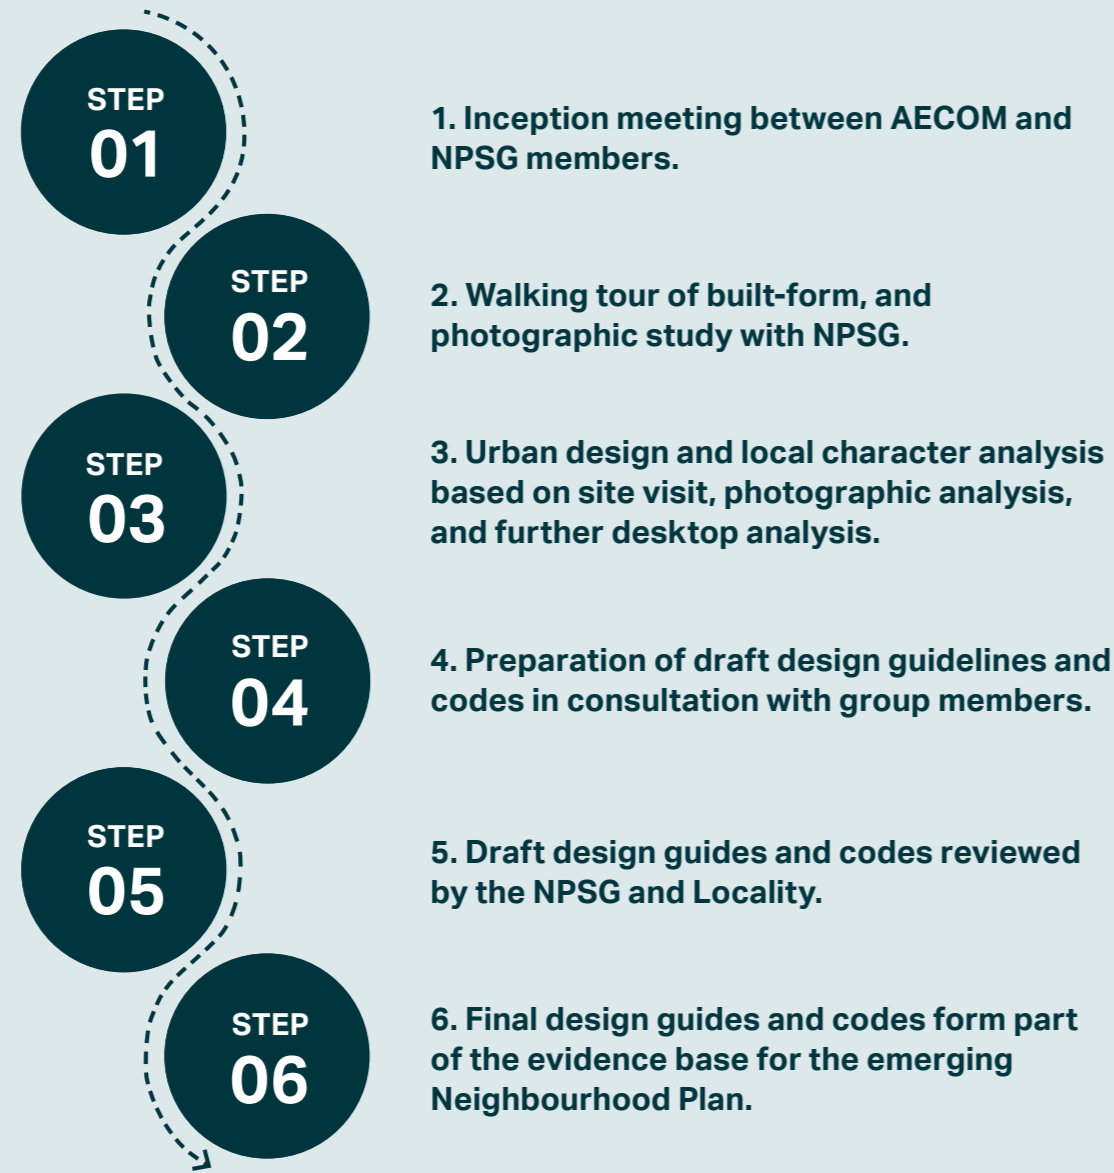 STEP
01
1. Inception meeting between AECOM and
NPSG members.
STEP
02
2. Walking tour of built-form, and
photographic study with NPSG.
STEP
03
3. Urban design and local character analysis
based on site visit, photographic analysis,
and further desktop analysis.
STEP
04
4. Preparation of draft design guidelines and
codes in consultation with group members.
STEP
05
5. Draft design guides and codes reviewed
by the NPSG and Locality.
STEP
06
6. Final design guides and codes form part
of the evidence base for the emerging
Neighbourhood Plan.